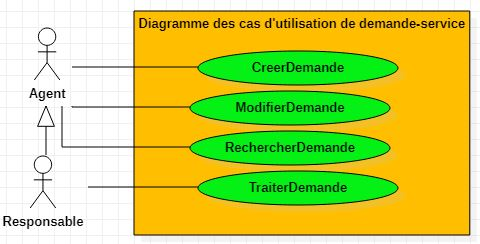 Diagramme des cas d'utilisation de demande-service
CreerDemande
Agent
ModifierDemande
RechercherDemande
TraiterDemande
Responsable